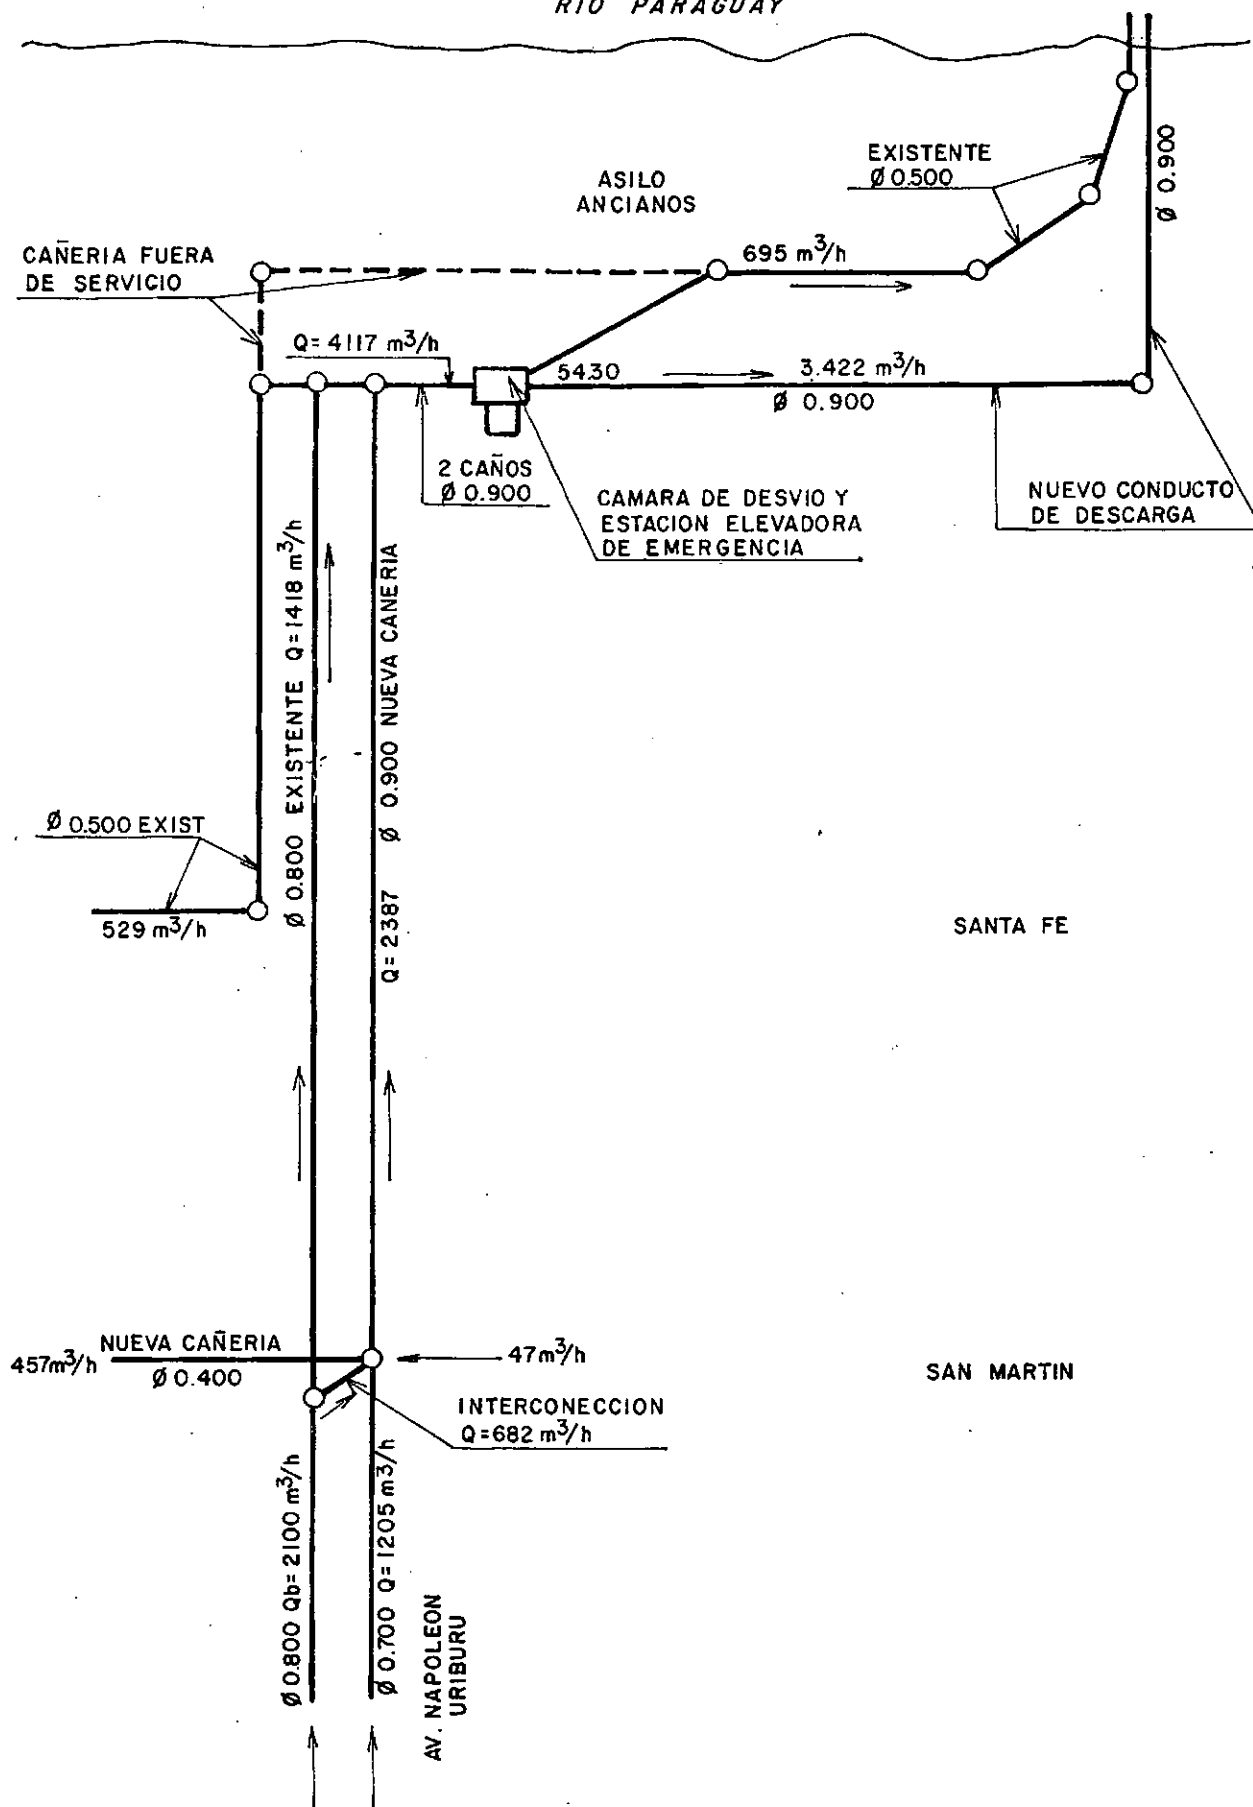 RIO PARAGUAY
EXISTENTE
Ø 0.500
Ø 0.900
ASILO
ANCIANOS
CAÑERIA FUERA
DE SERVICIO
695 m³/h
Q= 4117 m³/h
5430
3.422 m³/h
Ø 0.900
2 CAÑOS
Ø 0.900
CAMARA DE DESVIO Y
ESTACION ELEVADORA
DE EMERGENCIA
NUEVO CONDUCTO
DE DESCARGA
Ø 0.800 EXISTENTE Q=1418 m³/h
Q= 2387 Ø 0.900 NUEVA CANERIA
Ø 0.500 EXIST
529 m³/h
SANTA FE
NUEVA CAÑERIA
457m³/h
Ø 0.400
47m³/h
SAN MARTIN
INTERCONECCION
Q=682 m³/h
Ø 0.800 Qb= 2100 m³/h
Ø 0.700 Q= 1205 m3/h
AV. NAPOLEON
URIBURU